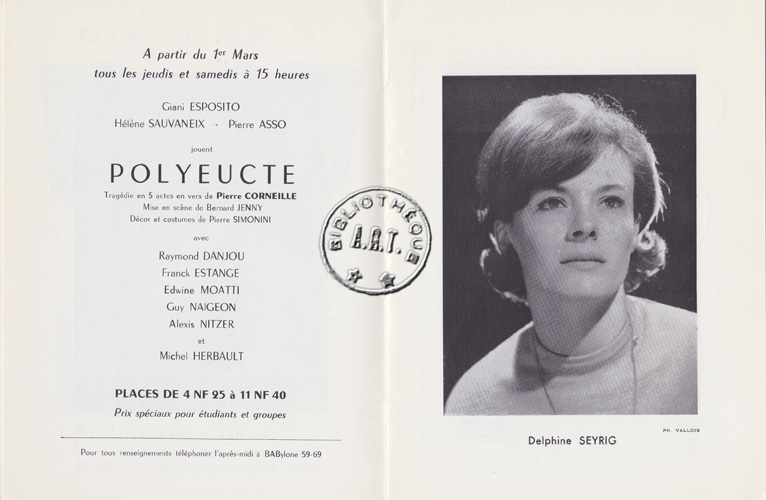 A partir du 1er Mars
tous les jeudis et samedis à 15 heures
Giani ESPOSITO
Hélène SAUVANEIX - Pierre ASSO
jouent
POLYEUCTE
Tragédie en 5 actes en vers de Pierre CORNEILLE
Mise en scène de Bernard JENNY
Décor et costumes de Pierre SIMONINI
avec
Raymond DANJOU
Franck ESTANGE
Edwine MOATTI
Guy NAIGEON
Alexis NITZER
et
Michel HERBAULT
PLACES DE 4 NF 25 à 11 NF 40
Prix spéciaux pour étudiants et groupes
Pour tous renseignements téléphoner l'après-midi à BABylone 59-69
BIBLIOTHÈQUE
A.R.T.
PH. VALLOIS
Delphine SEYRIG